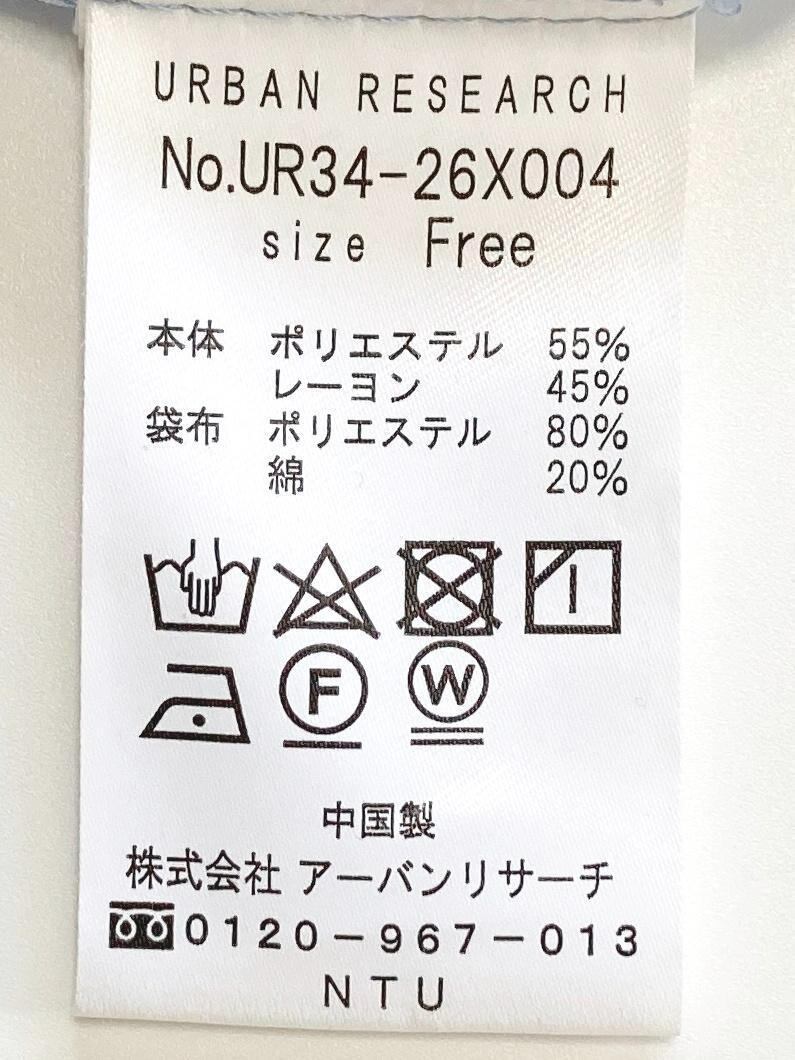 URBAN RESEARCH
No.UR34-26X004
size Free
本体 ポリエステル 55%
レーヨン 45%
袋布 ポリエステル 80%
綿 20%
F W
中国製
株式会社 アーバンリサーチ
0120-967-013
NTU